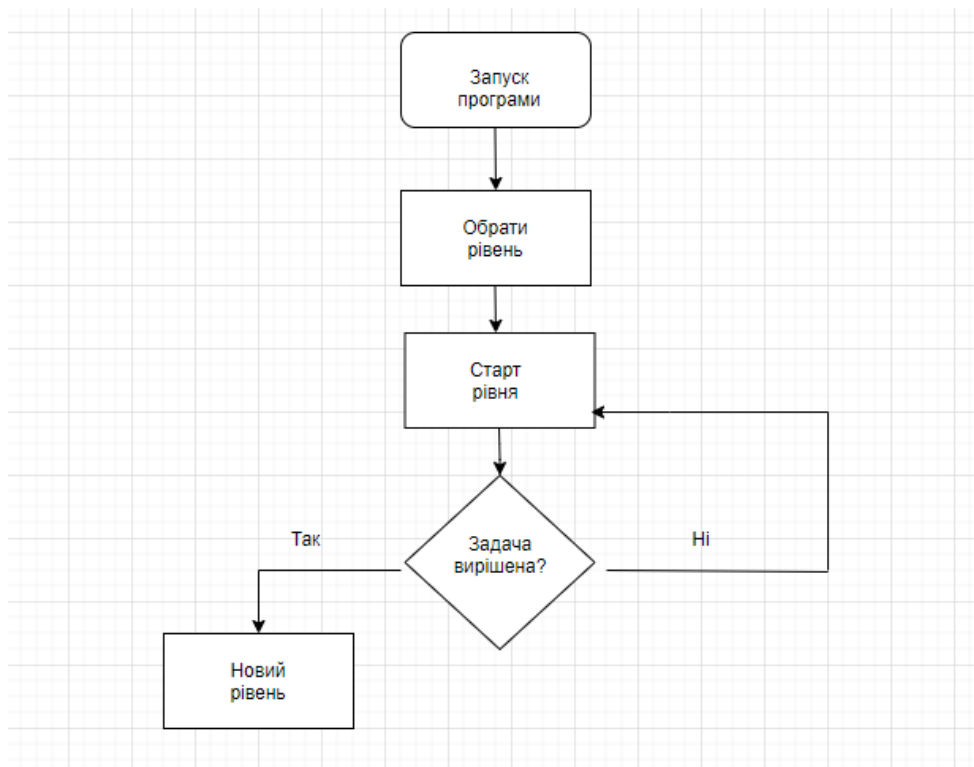 Запуск
програми
Обрати
рівень
Старт
рівня
Задача
вирішена?
Так
Ні
Новий
рівень